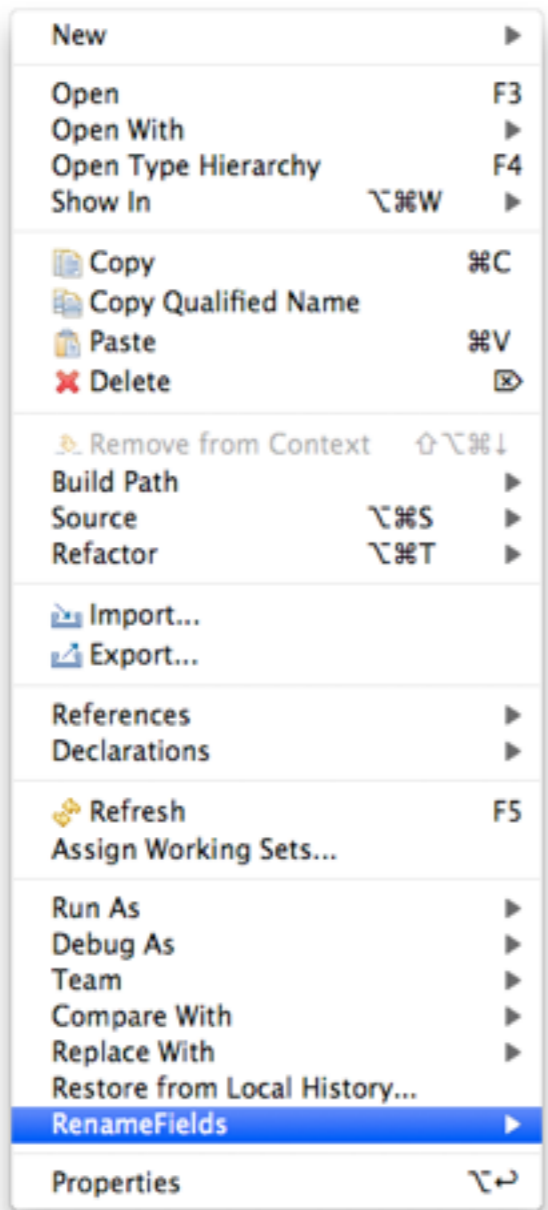 New
Open F3
Open With
Open Type Hierarchy F4
Show In ⌥⌘W
Copy ⌘C
Copy Qualified Name
Paste ⌘V
Delete ⌦
Remove from Context ⇧⌥⌘↓
Build Path
Source ⌥⌘S
Refactor ⌥⌘T
Import...
Export...
References
Declarations
Refresh F5
Assign Working Sets...
Run As
Debug As
Team
Compare With
Replace With
Restore from Local History...
RenameFields
Properties ⌥↩